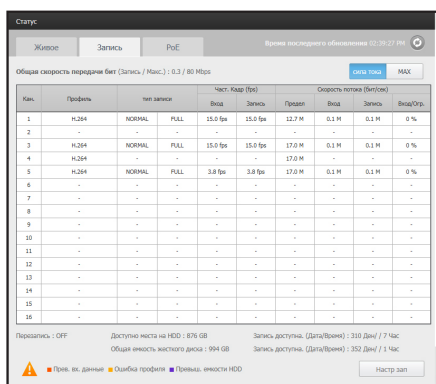 Статус
Живое Запись PoE Время последнего обновления 02:39:27 PM
Общая скорость передачи бит (Запись / Макс.) : 0.3 / 80 Mbps сила тока MAX
Кан. Профиль тип записи Част. Кадр (fps) Скорость потока (бит/сек)
Вход Запись Предел Вход Запись Вход/Огр.
1 H.264 NORMAL FULL 15.0 fps 15.0 fps 12.7 M 0.1 M 0.1 M 0 %
2 - - - - - - - - -
3 H.264 NORMAL FULL 15.0 fps 15.0 fps 17.0 M 0.1 M 0.1 M 0 %
4 H.264 - - - - 17.0 M - - -
5 H.264 NORMAL FULL 3.8 fps 3.8 fps 17.0 M 0.1 M 0.1 M 0 %
6 - - - - - - - - -
7 - - - - - - - - -
8 - - - - - - - - -
9 - - - - - - - - -
10 - - - - - - - - -
11 - - - - - - - - -
12 - - - - - - - - -
13 - - - - - - - - -
14 - - - - - - - - -
15 - - - - - - - - -
16 - - - - - - - - -
Перезапись : OFF Доступно места на HDD : 876 GB Запись доступна. (Дата/Время) : 310 День/ / 7 Час
Общая емкость жесткого диска : 994 GB Запись доступна. (Дата/Время) : 352 День/ / 1 Час
Прев. вх. данные Ошибка профиля Превыш. емкости HDD Настр зап